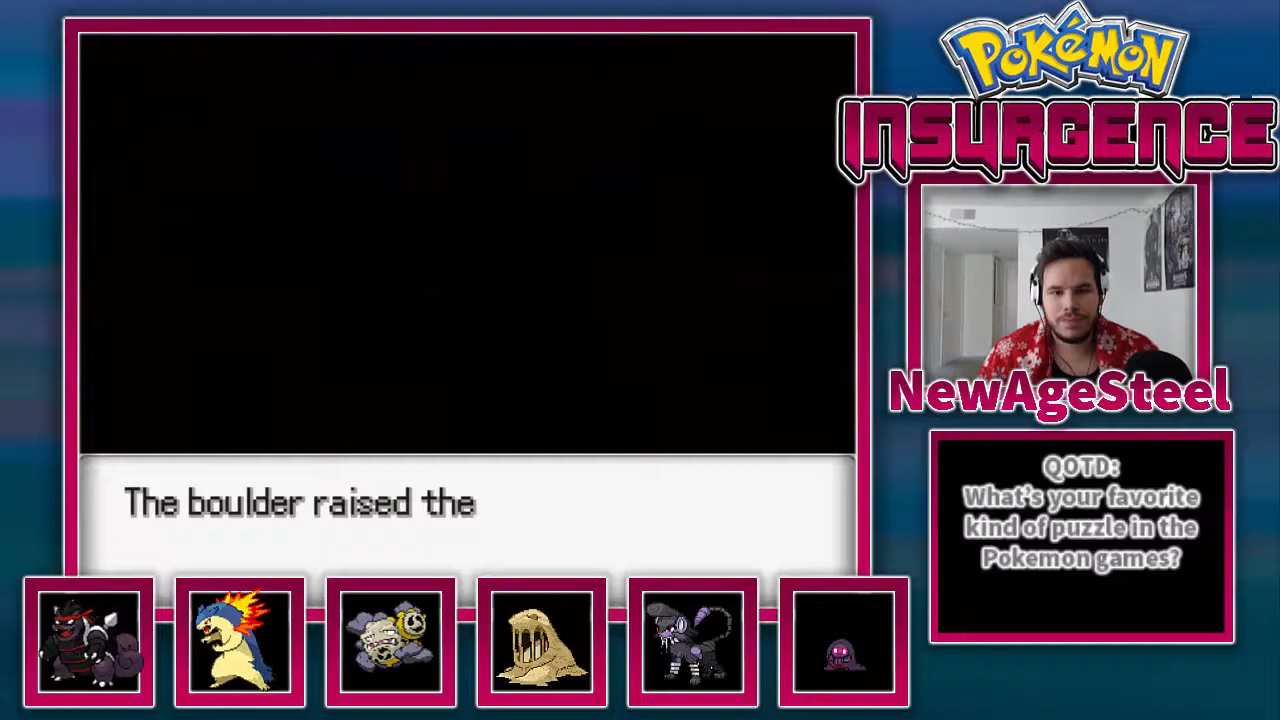 POKéMON
INSURGENCE
The boulder raised the
NewAgeSteel
QOTD:
What's your favorite
kind of puzzle in the
Pokemon games?